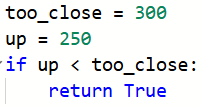 too_close = 300
up = 250
if up < too_close:
    return True